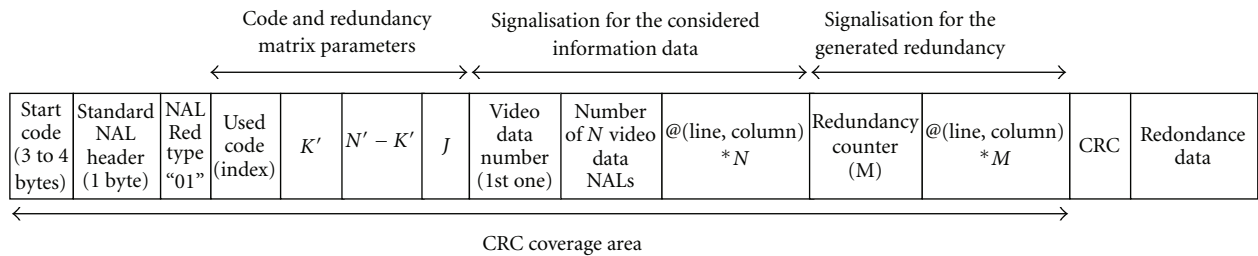 Code and redundancy
matrix parameters
Signalisation for the considered
information data
Signalisation for the
generated redundancy
Start
code
(3 to 4
bytes)
Standard
NAL
header
(1 byte)
NAL
Red
type
“01”
Used
code
(index)
K′
N′ − K′
J
Video
data
number
(1st one)
Number
of N video
data
NALs
@(line, column)
*N
Redundancy
counter
(M)
@(line, column)
*M
CRC
Redondance
data
CRC coverage area